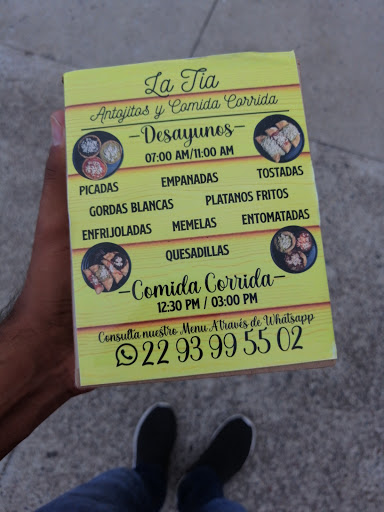 La Tia
Antojitos y Comida Corrida
-Desayunos-
07:00 AM/11:00 AM
PICADAS EMPANADAS TOSTADAS
GORDAS BLANCAS PLATANOS FRITOS
ENFRIJOLADAS MEMELAS ENTOMATADAS
QUESADILLAS
-Comida Corrida-
12:30 PM / 03:00 PM
Consulta nuestro Menu A través de Whatsapp
22 93 99 55 02